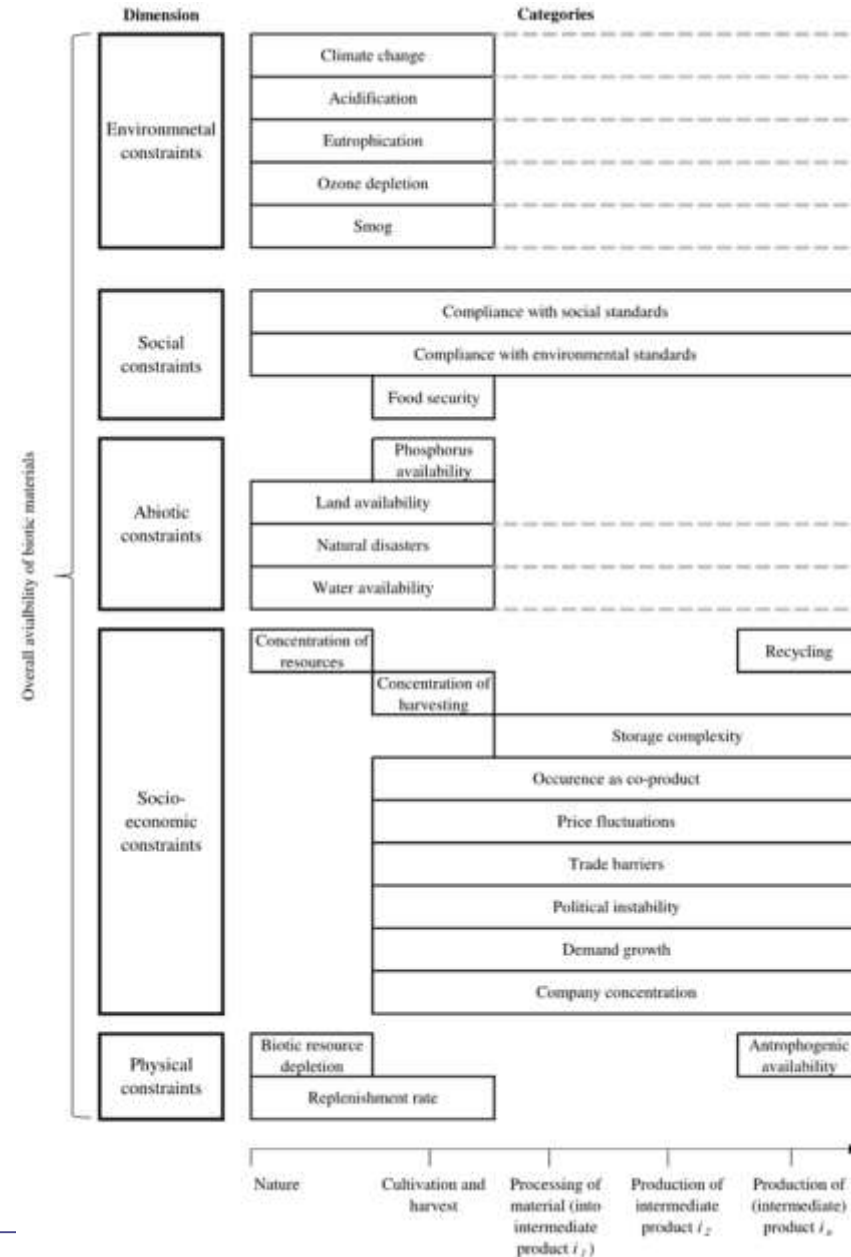 Dimension
Categories
Overall avialbility of biotic materials
Environmnetal
constraints
Climate change
Acidification
Eutrophication
Ozone depletion
Smog
Social
constraints
Compliance with social standards
Compliance with environmental standards
Food security
Abiotic
constraints
Phosphorus
availability
Land availability
Natural disasters
Water availability
Socio-
economic
constraints
Concentration of
resources
Recycling
Concentration of
harvesting
Storage complexity
Occurence as co-product
Price fluctuations
Trade barriers
Political instability
Demand growth
Company concentration
Physical
constraints
Biotic resource
depletion
Antrophogenic
availability
Replenishment rate
Nature
Cultivation and
harvest
Processing of
material (into
intermediate
product i₁)
Production of
intermediate
product i₂
Production of
(intermediate)
product iₙ